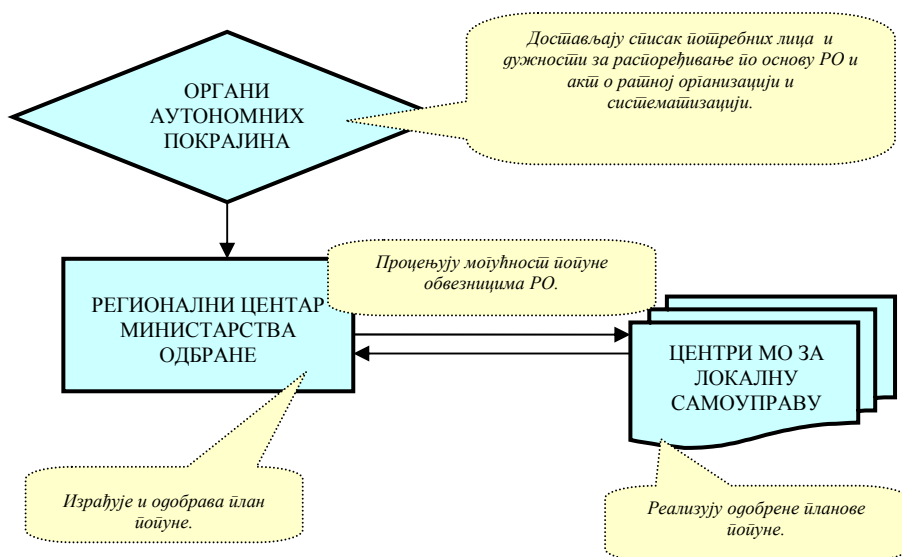 Достављају списак потребних лица и
дужности за распоређивање по основу РО и
акт о ратној организацији и
систематизацији.
ОРГАНИ
АУТОНОМНИХ
ПОКРАЈИНА
Процењују могућност попуне
обвезницима РО.
РЕГИОНАЛНИ ЦЕНТАР
МИНИСТАРСТВА
ОДБРАНЕ
ЦЕНТРИ МО ЗА
ЛОКАЛНУ
САМОУПРАВУ
Израђује и одобрава план
попуне.
Реализују одобрене планове
попуне.